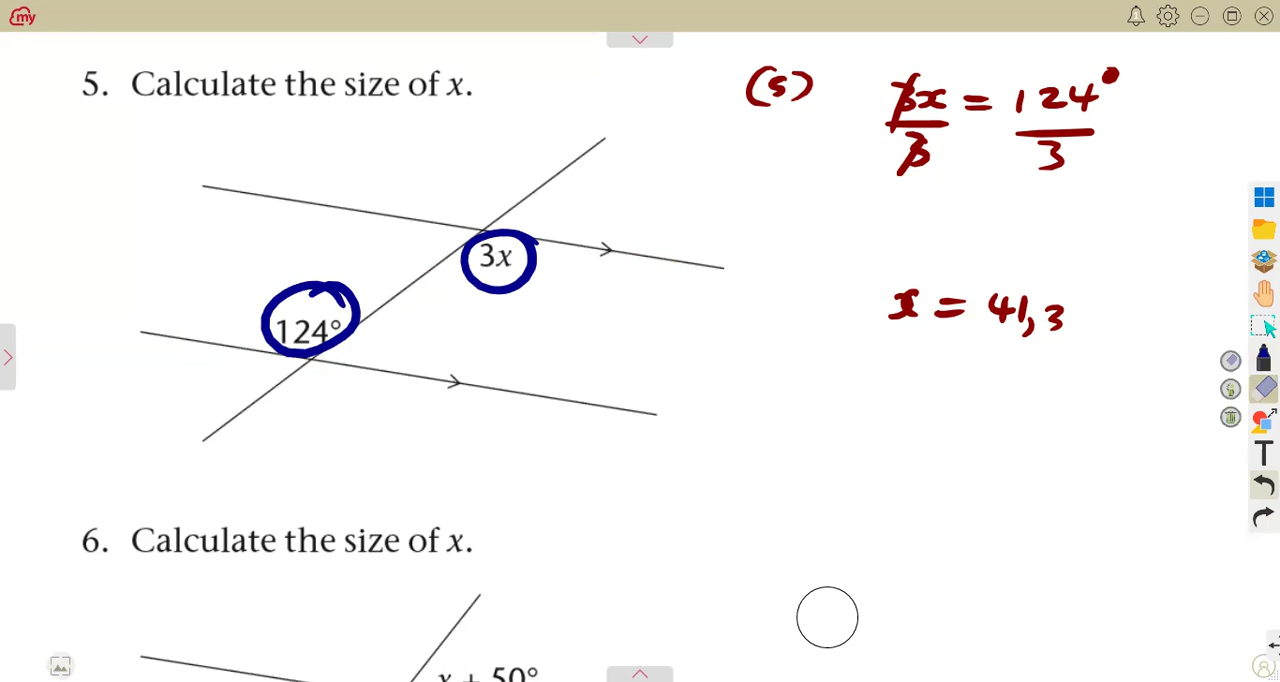 my
5. Calculate the size of x.
(5)
3x = 124°
3 3
3x
124°
x = 41,3
6. Calculate the size of x.
x + 50°
T